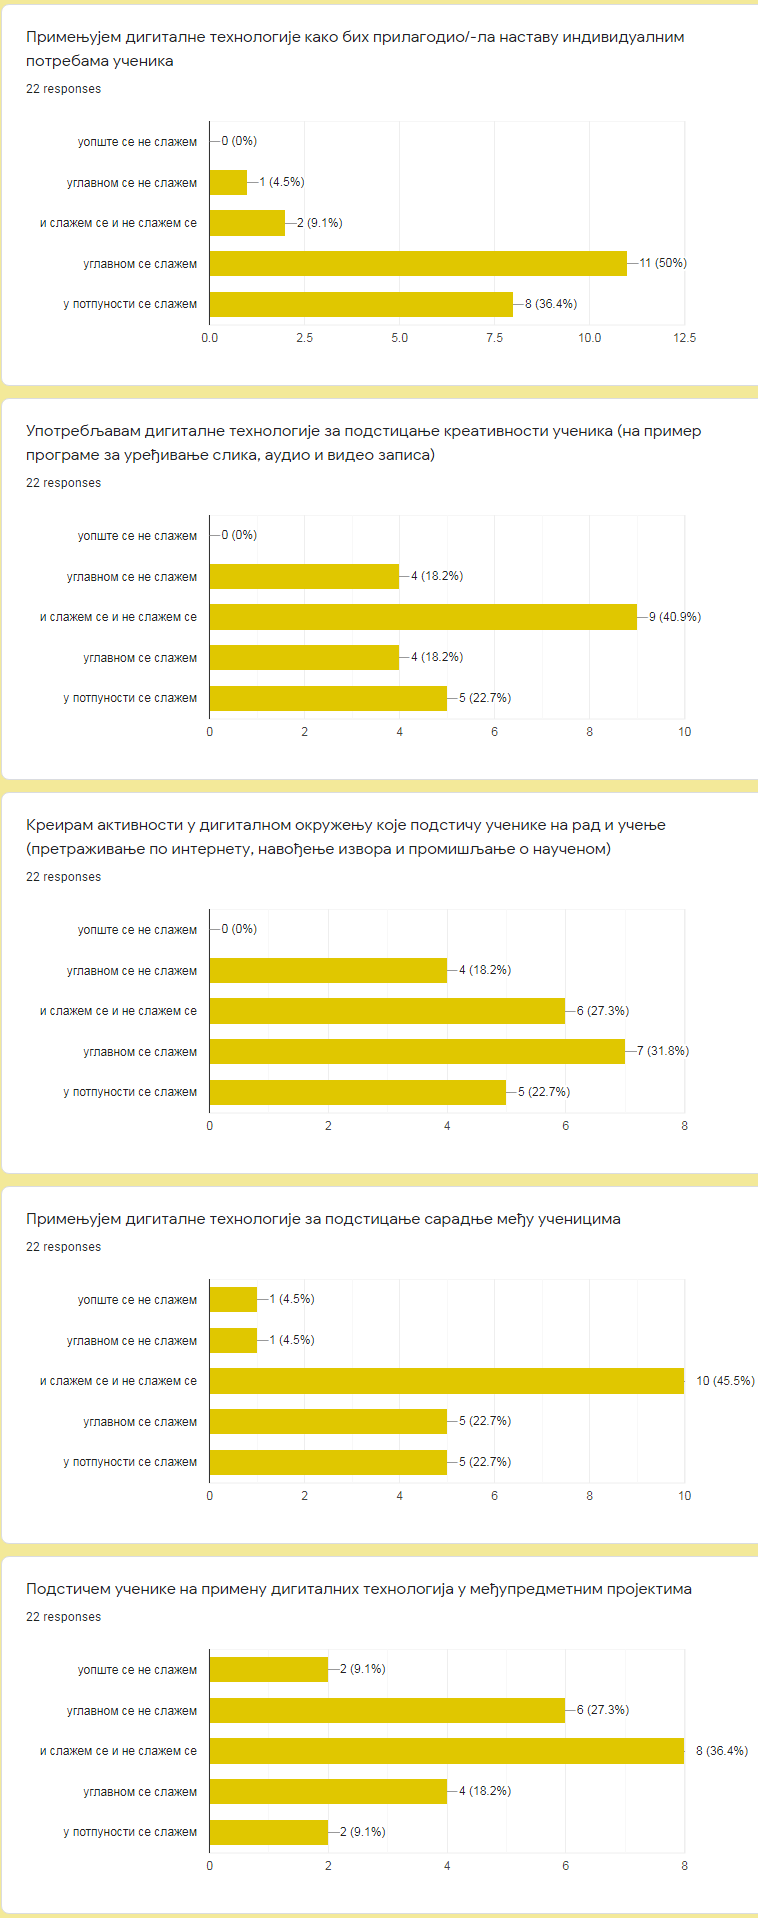 Примењујем дигиталне технологије како бих прилагодио/-ла наставу индивидуалним
потребама ученика
22 responses
уопште се не слажем
0 (0%)
углавном се не слажем
1 (4.5%)
и слажем се и не слажем се
2 (9.1%)
углавном се слажем
11 (50%)
у потпуности се слажем
8 (36.4%)
0.0 2.5 5.0 7.5 10.0 12.5
Употребљавам дигиталне технологије за подстицање креативности ученика (на пример
програме за уређивање слика, аудио и видео записа)
22 responses
уопште се не слажем
0 (0%)
углавном се не слажем
4 (18.2%)
и слажем се и не слажем се
9 (40.9%)
углавном се слажем
4 (18.2%)
у потпуности се слажем
5 (22.7%)
0 2 4 6 8 10
Креирам активности у дигиталном окружењу које подстичу ученике на рад и учење
(претраживање по интернету, навођење извора и промишљање о наученом)
22 responses
уопште се не слажем
0 (0%)
углавном се не слажем
4 (18.2%)
и слажем се и не слажем се
6 (27.3%)
углавном се слажем
7 (31.8%)
у потпуности се слажем
5 (22.7%)
0 2 4 6 8
Примењујем дигиталне технологије за подстицање сарадње међу ученицима
22 responses
уопште се не слажем
1 (4.5%)
углавном се не слажем
1 (4.5%)
и слажем се и не слажем се
10 (45.5%)
углавном се слажем
5 (22.7%)
у потпуности се слажем
5 (22.7%)
0 2 4 6 8 10
Подстичем ученике на примену дигиталних технологија у међупредметним пројектима
22 responses
уопште се не слажем
2 (9.1%)
углавном се не слажем
6 (27.3%)
и слажем се и не слажем се
8 (36.4%)
углавном се слажем
4 (18.2%)
у потпуности се слажем
2 (9.1%)
0 2 4 6 8